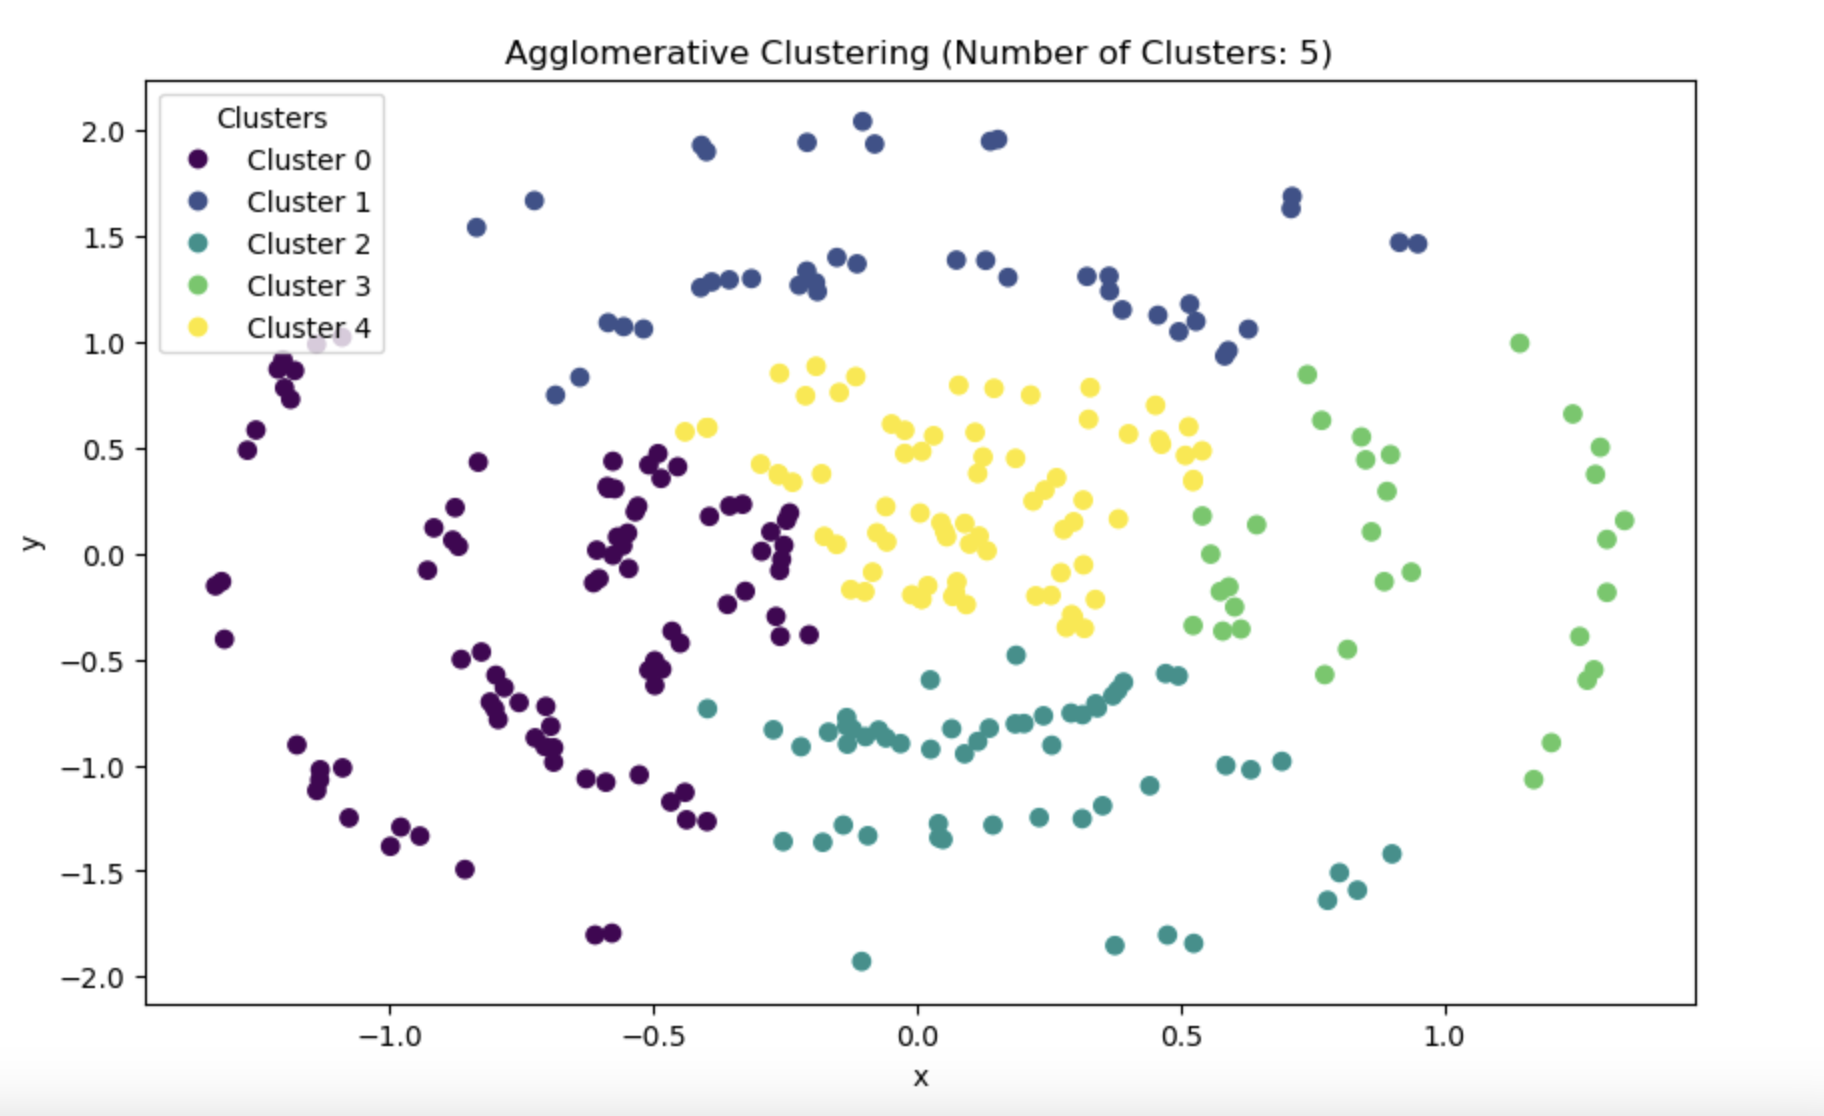 Agglomerative Clustering (Number of Clusters: 5)
Clusters
Cluster 0
Cluster 1
Cluster 2
Cluster 3
Cluster 4
2.0
1.5
1.0
0.5
0.0
−0.5
−1.0
−1.5
−2.0
y
−1.0 −0.5 0.0 0.5 1.0
x